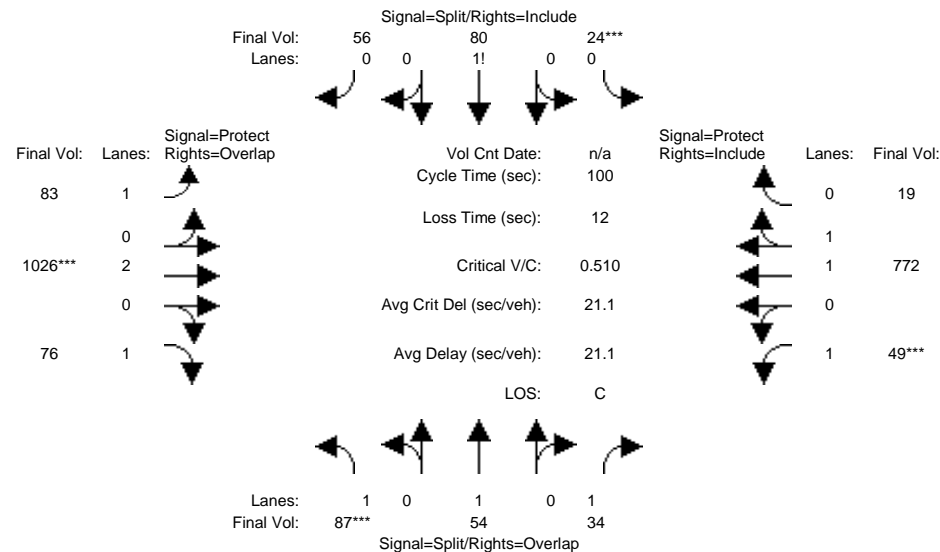 Signal=Split/Rights=Include
Final Vol: 56 80 24***
Lanes: 0 0 1! 0 0
Signal=Protect Signal=Protect
Final Vol: Lanes: Rights=Overlap Vol Cnt Date: n/a Rights=Include Lanes: Final Vol:
Cycle Time (sec): 100
83 1 0 19
Loss Time (sec): 12
0 1
1026*** 2 Critical V/C: 0.510 1 772
0 Avg Crit Del (sec/veh): 21.1 0
76 1 Avg Delay (sec/veh): 21.1 1 49***
LOS: C
Lanes: 1 0 1 0 1
Final Vol: 87*** 54 34
Signal=Split/Rights=Overlap